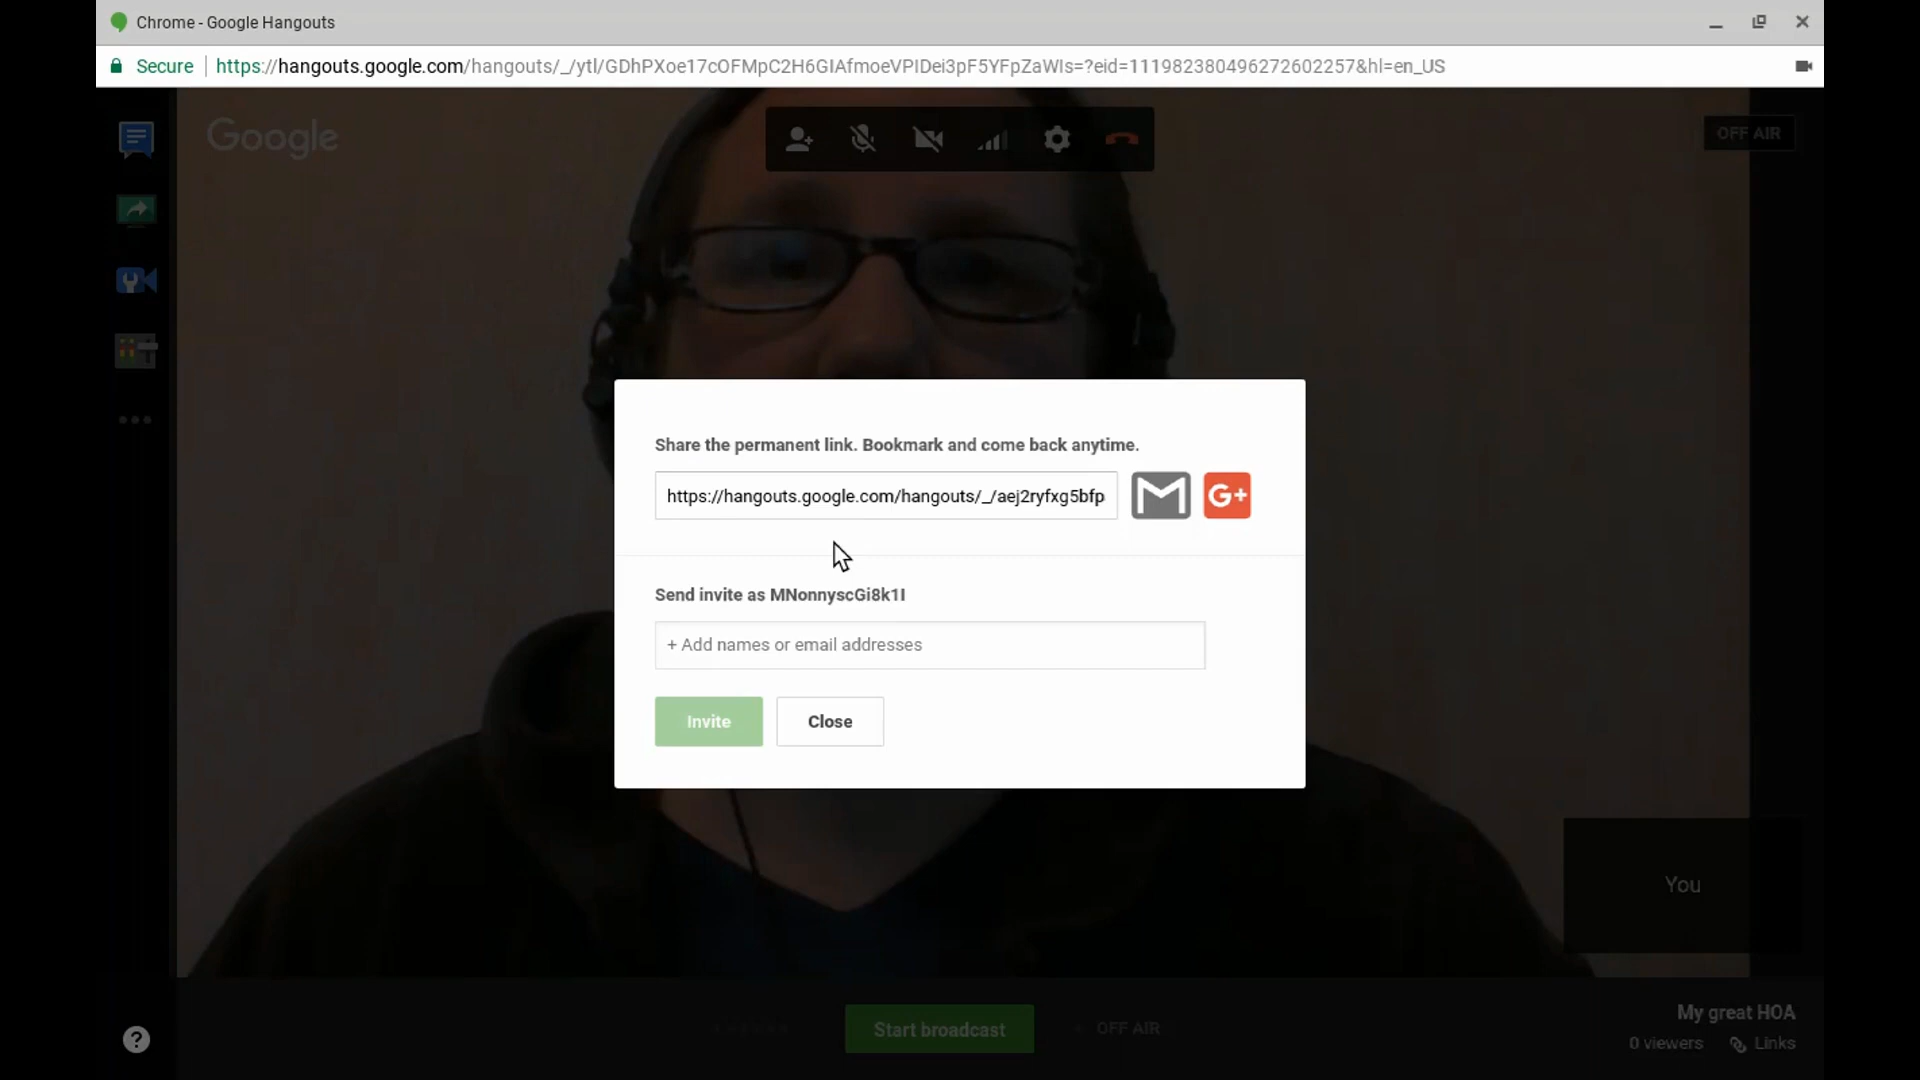 Chrome - Google Hangouts
Secure https://hangouts.google.com/hangouts/_/ytl/GDhPXoe17cOFMpC2H6GIAfmoeVPIDei3pF5YFpZaWIs=?eid=111982380496272602257&hl=en_US
Google
OFF AIR
Share the permanent link. Bookmark and come back anytime.
https://hangouts.google.com/hangouts/_/aej2ryfxg5bfp
G+
Send invite as MNonnyscGi8k1I
+ Add names or email addresses
Invite
Close
You
Start broadcast
OFF AIR
My great HOA
0 viewers
Links